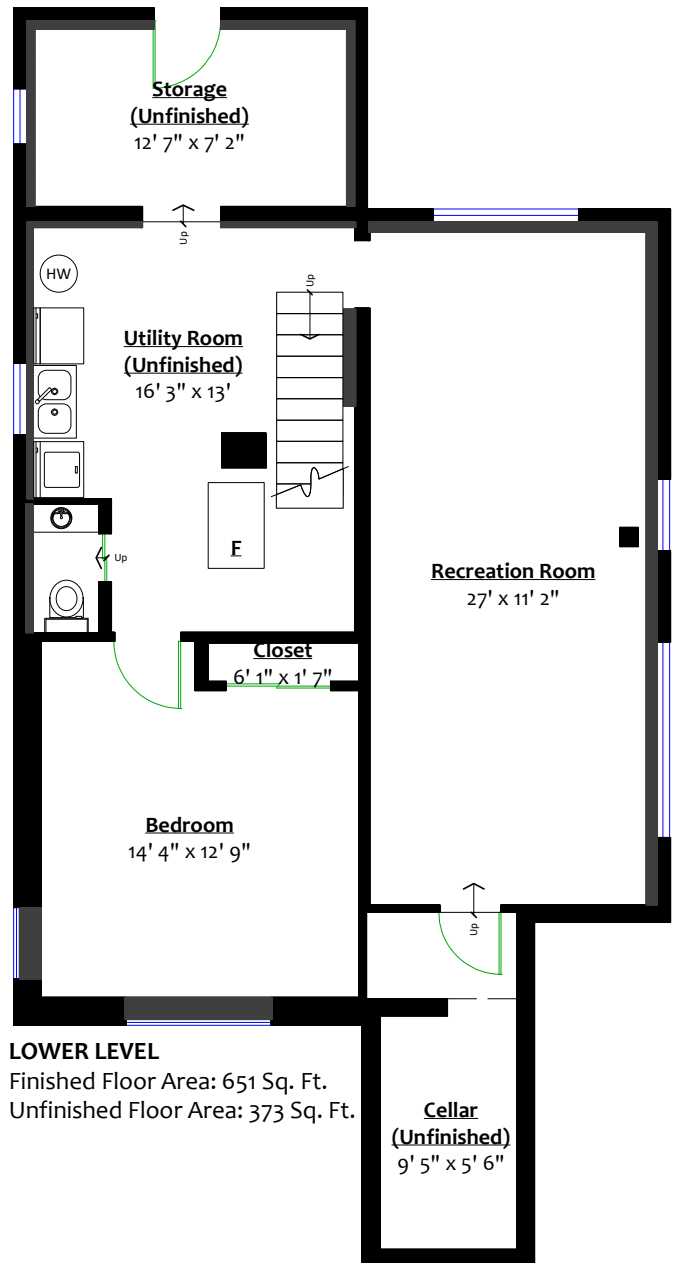 Storage
(Unfinished)
12' 7" x 7' 2"
Up
HW
Up
Utility Room
(Unfinished)
16' 3" x 13'
F
Up
Recreation Room
27' x 11' 2"
Closet
6' 1" x 1' 7"
Bedroom
14' 4" x 12' 9"
Up
LOWER LEVEL
Finished Floor Area: 651 Sq. Ft.
Unfinished Floor Area: 373 Sq. Ft.
Cellar
(Unfinished)
9' 5" x 5' 6"